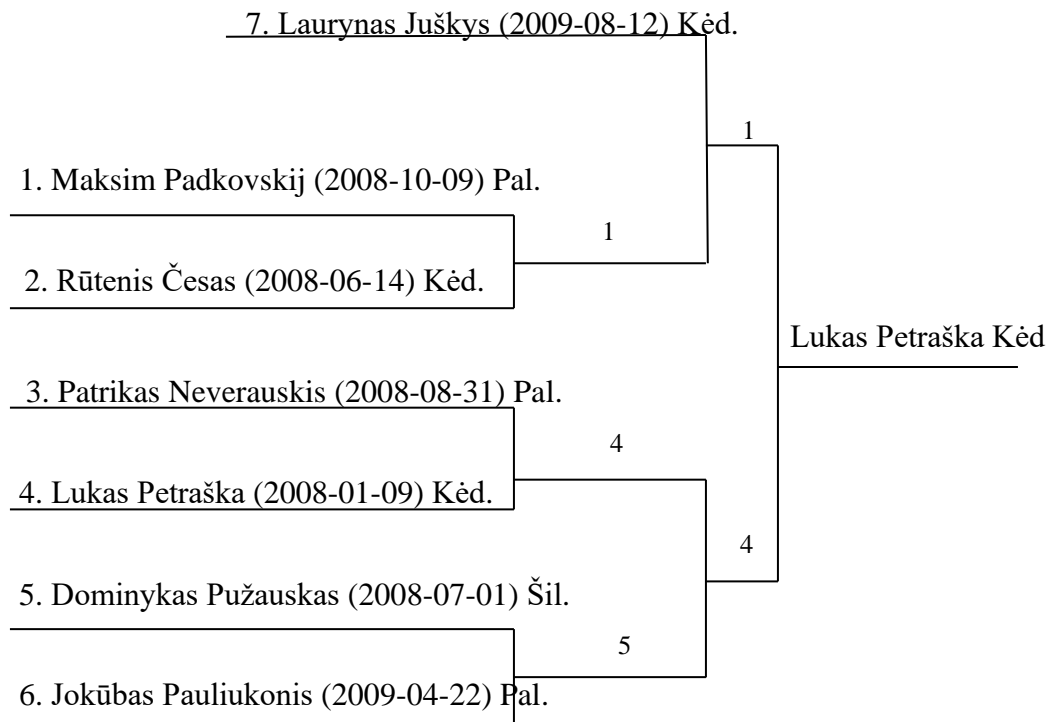 7. Laurynas Juškys (2009-08-12) Kėd.
1
1. Maksim Padkovskij (2008-10-09) Pal.
1
2. Rūtenis Česas (2008-06-14) Kėd.
Lukas Petraška Kėd
3. Patrikas Neverauskis (2008-08-31) Pal.
4
4. Lukas Petraška (2008-01-09) Kėd.
4
5. Dominykas Pužauskas (2008-07-01) Šil.
5
6. Jokūbas Pauliukonis (2009-04-22) Pal.